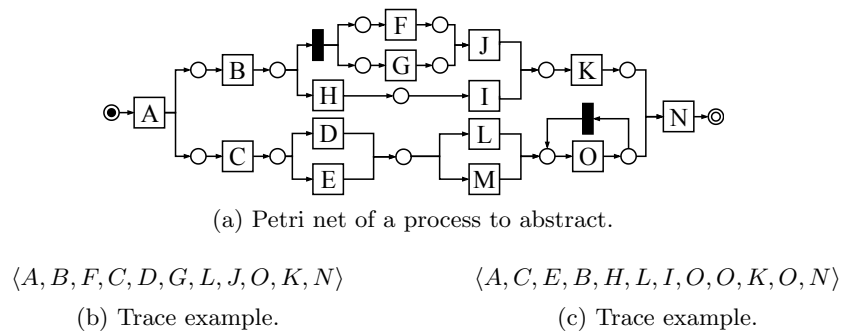 F
B
J
G
K
A
H
I
N
D
L
C
O
E
M
(a) Petri net of a process to abstract.
⟨A, B, F, C, D, G, L, J, O, K, N⟩
⟨A, C, E, B, H, L, I, O, O, K, O, N⟩
(b) Trace example.
(c) Trace example.